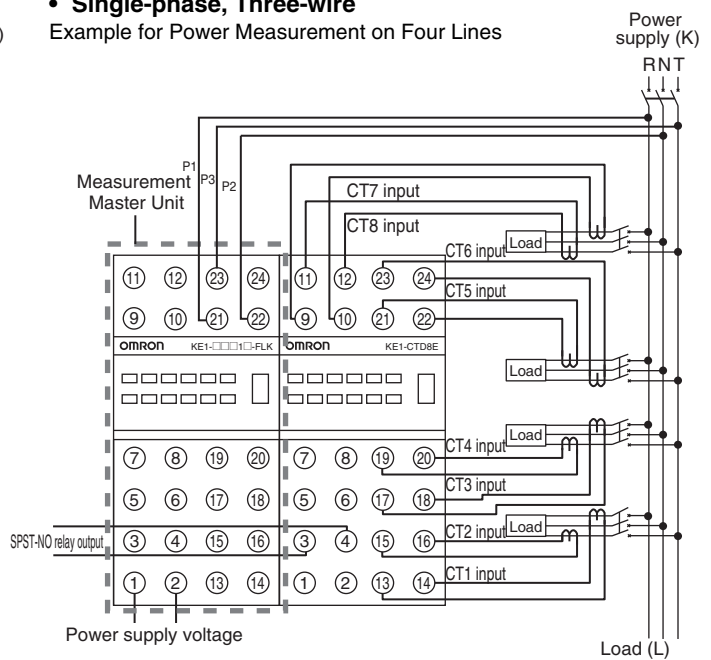 )
• Single-phase, Three-wire
Example for Power Measurement on Four Lines
Power
supply (K)
R N T
P1
P3
P2
Measurement
Master Unit
CT7 input
CT8 input
Load
CT6 input
CT5 input
⑪ ⑫ ㉓ ㉔ ⑪ ⑫ ㉓ ㉔
⑨ ⑩ ㉑ ㉒ ⑨ ⑩ ㉑ ㉒
OMRON KE1-□□□1□-FLK OMRON KE1-CTD8E
Load
Load
CT4 input
⑦ ⑧ ⑲ ⑳ ⑦ ⑧ ⑲ ⑳
CT3 input
⑤ ⑥ ⑰ ⑱ ⑤ ⑥ ⑰ ⑱
CT2 input
Load
SPST-NO relay output
③ ④ ⑮ ⑯ ③ ④ ⑮ ⑯
CT1 input
① ② ⑬ ⑭ ① ② ⑬ ⑭
Power supply voltage
Load (L)